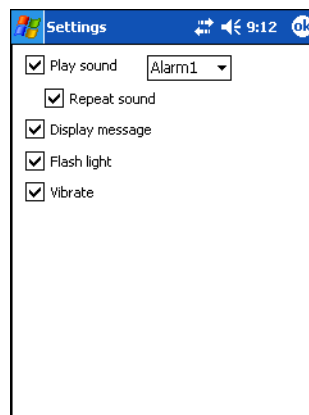 Settings 9:12 ok
Play sound Alarm1
Repeat sound
Display message
Flash light
Vibrate